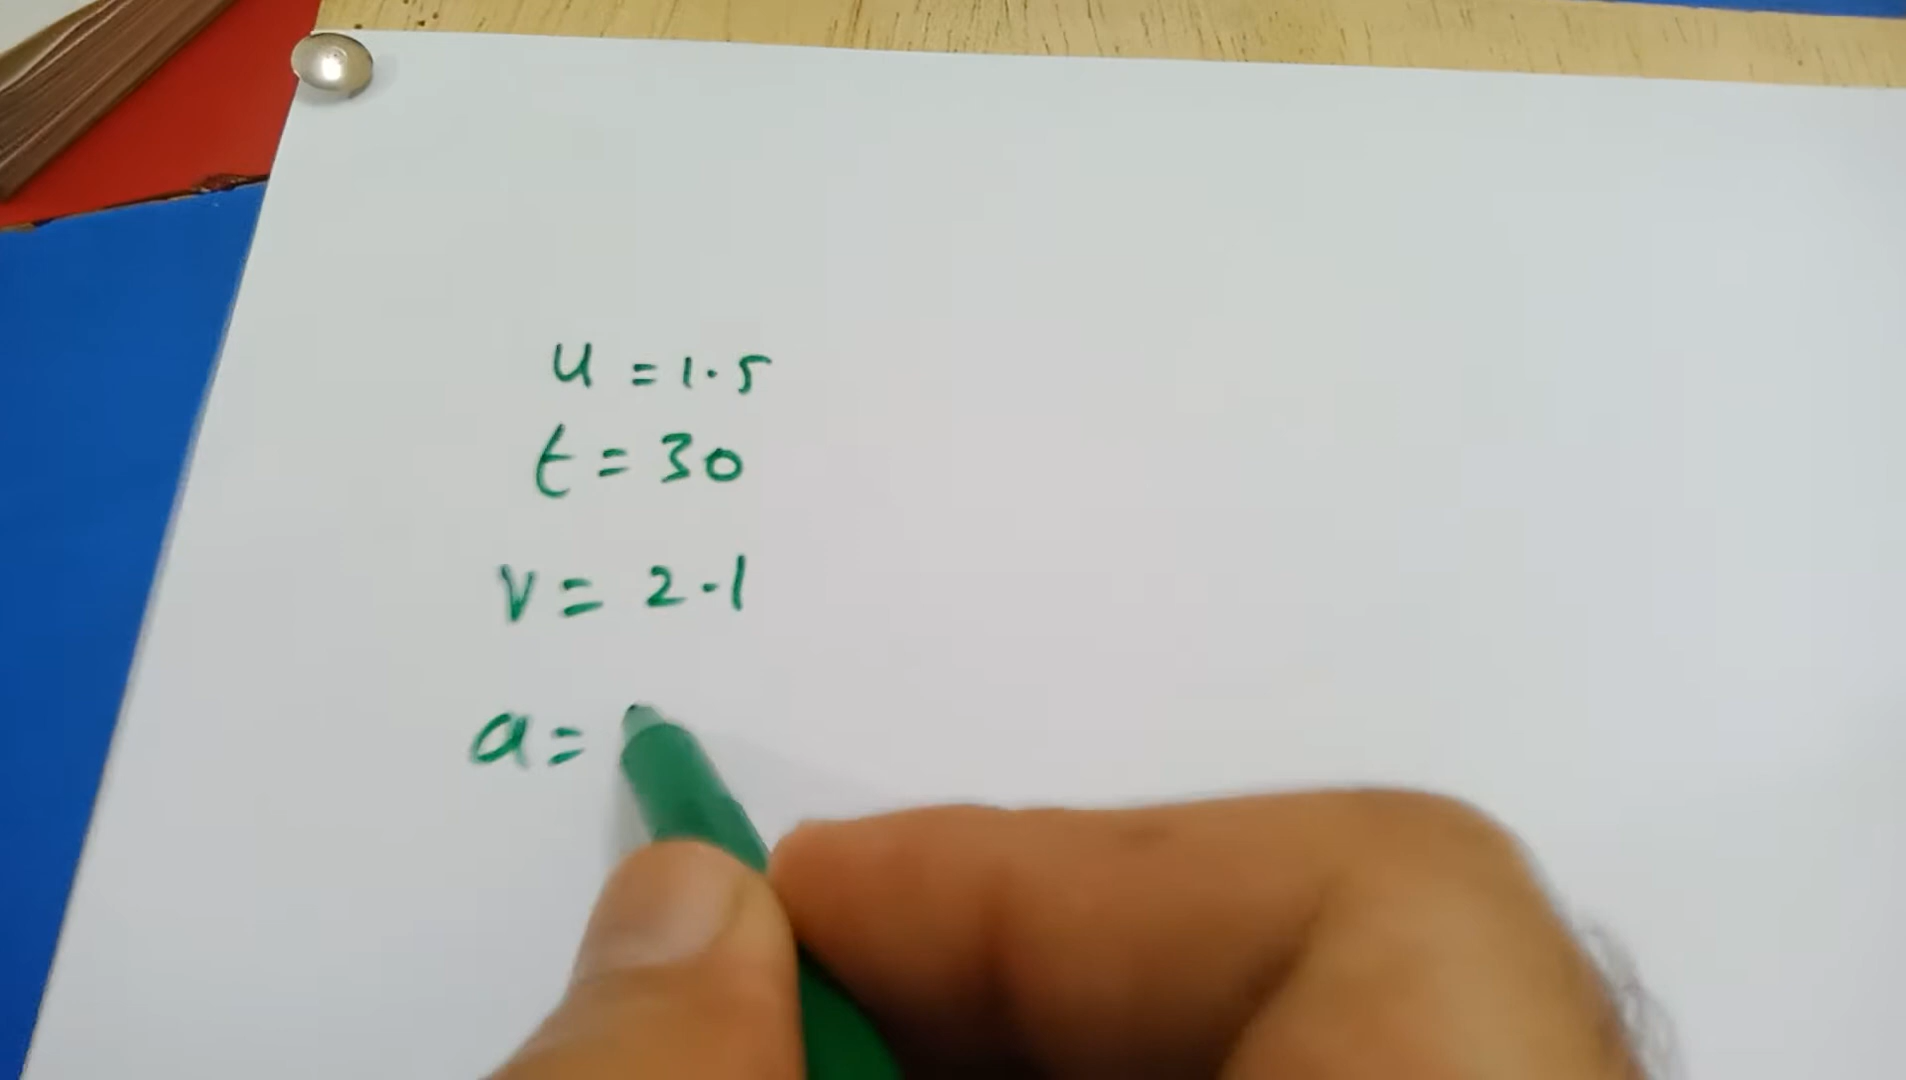 u = 1.5
t = 30
v = 2.1
a =